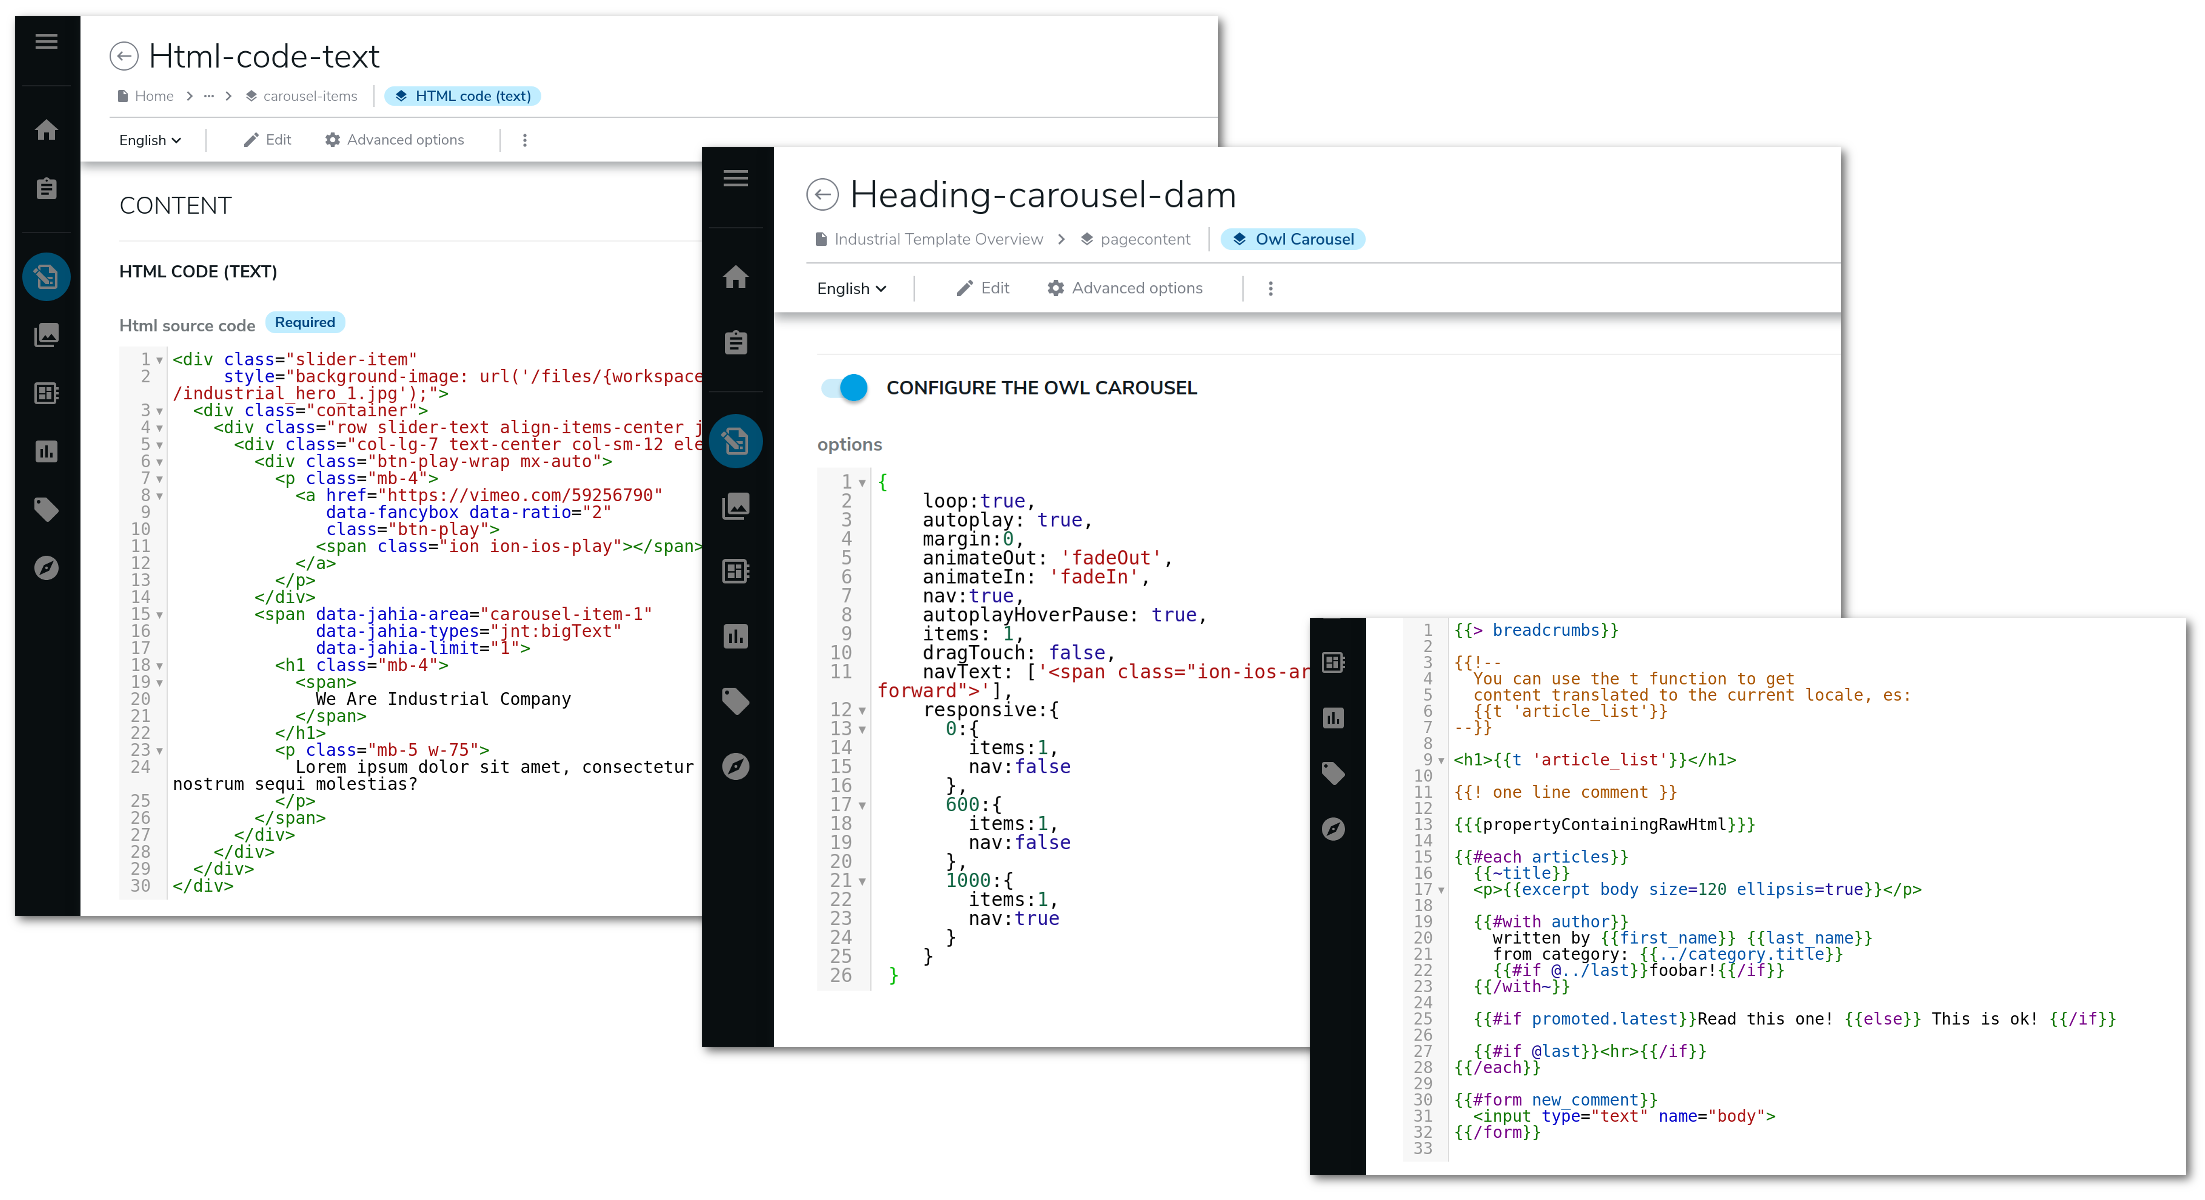 Html-code-text
Home > ··· > carousel-items | HTML code (text)
English Edit Advanced options
CONTENT
HTML CODE (TEXT)
Html source code Required
1 <div class="slider-item"
2      style="background-image: url('/files/{workspace
/industrial_hero_1.jpg');">
3   <div class="container">
4     <div class="row slider-text align-items-center j
5       <div class="col-lg-7 text-center col-sm-12 ele
6         <div class="btn-play-wrap mx-auto">
7           <p class="mb-4">
8             <a href="https://vimeo.com/59256790"
9                data-fancybox data-ratio="2"
10                class="btn-play">
11               <span class="ion ion-ios-play"></span>
12             </a>
13           </p>
14         </div>
15         <span data-jahia-area="carousel-item-1"
16               data-jahia-types="jnt:bigText"
17               data-jahia-limit="1">
18           <h1 class="mb-4">
19             <span>
20               We Are Industrial Company
21             </span>
22           </h1>
23           <p class="mb-5 w-75">
24             Lorem ipsum dolor sit amet, consectetur
nostrum sequi molestias?
25           </p>
26         </span>
27       </div>
28     </div>
29   </div>
30 </div>
Heading-carousel-dam
Industrial Template Overview > pagecontent | Owl Carousel
English Edit Advanced options
CONFIGURE THE OWL CAROUSEL
options
1 {
2     loop:true,
3     autoplay: true,
4     margin:0,
5     animateOut: 'fadeOut',
6     animateIn: 'fadeIn',
7     nav:true,
8     autoplayHoverPause: true,
9     items: 1,
10     dragTouch: false,
11     navText: ['<span class="ion-ios-ar
forward">'],
12     responsive:{
13       0:{
14         items:1,
15         nav:false
16       },
17       600:{
18         items:1,
19         nav:false
20       },
21       1000:{
22         items:1,
23         nav:true
24       }
25     }
26  }
1 {{> breadcrumbs}}
2
3 {{!--
4   You can use the t function to get
5   content translated to the current locale, es:
6   {{t 'article_list'}}
7 --}}
8
9 <h1>{{t 'article_list'}}</h1>
10
11 {{! one line comment }}
12
13 {{{propertyContainingRawHtml}}}
14
15 {{#each articles}}
16   {{~title}}
17   <p>{{excerpt body size=120 ellipsis=true}}</p>
18
19   {{#with author}}
20     written by {{first_name}} {{last_name}}
21     from category: {{../category.title}}
22     {{#if @../last}}foobar!{{/if}}
23   {{/with~}}
24
25   {{#if promoted.latest}}Read this one! {{else}} This is ok! {{/if}}
26
27   {{#if @last}}<hr>{{/if}}
28 {{/each}}
29
30 {{#form new_comment}}
31   <input type="text" name="body">
32 {{/form}}
33